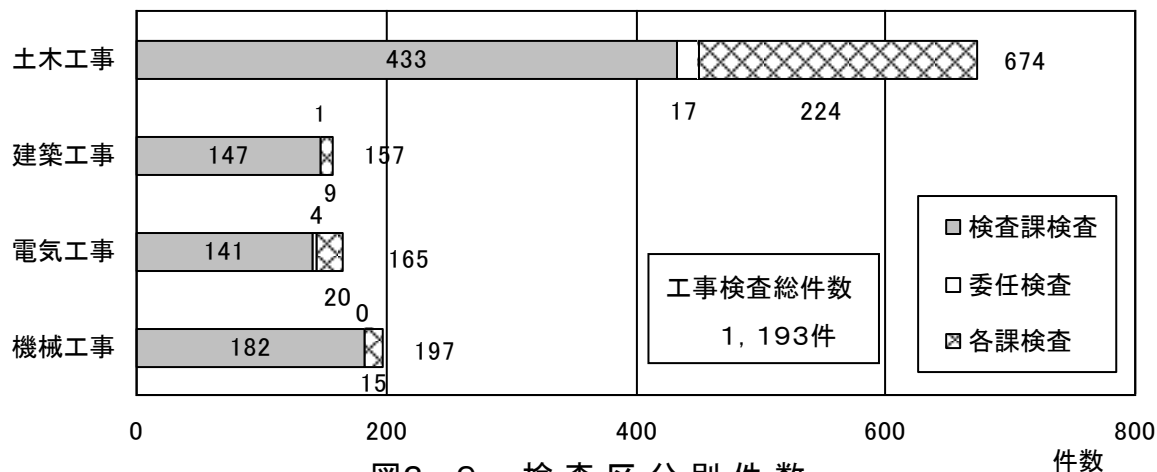 土木工事 433 17 224 674
建築工事 147 1 9 157
電気工事 141 4 20 165
機械工事 182 0 15 197
工事検査総件数
1,193件
検査課検査
委任検査
各課検査
0 200 400 600 800
件数